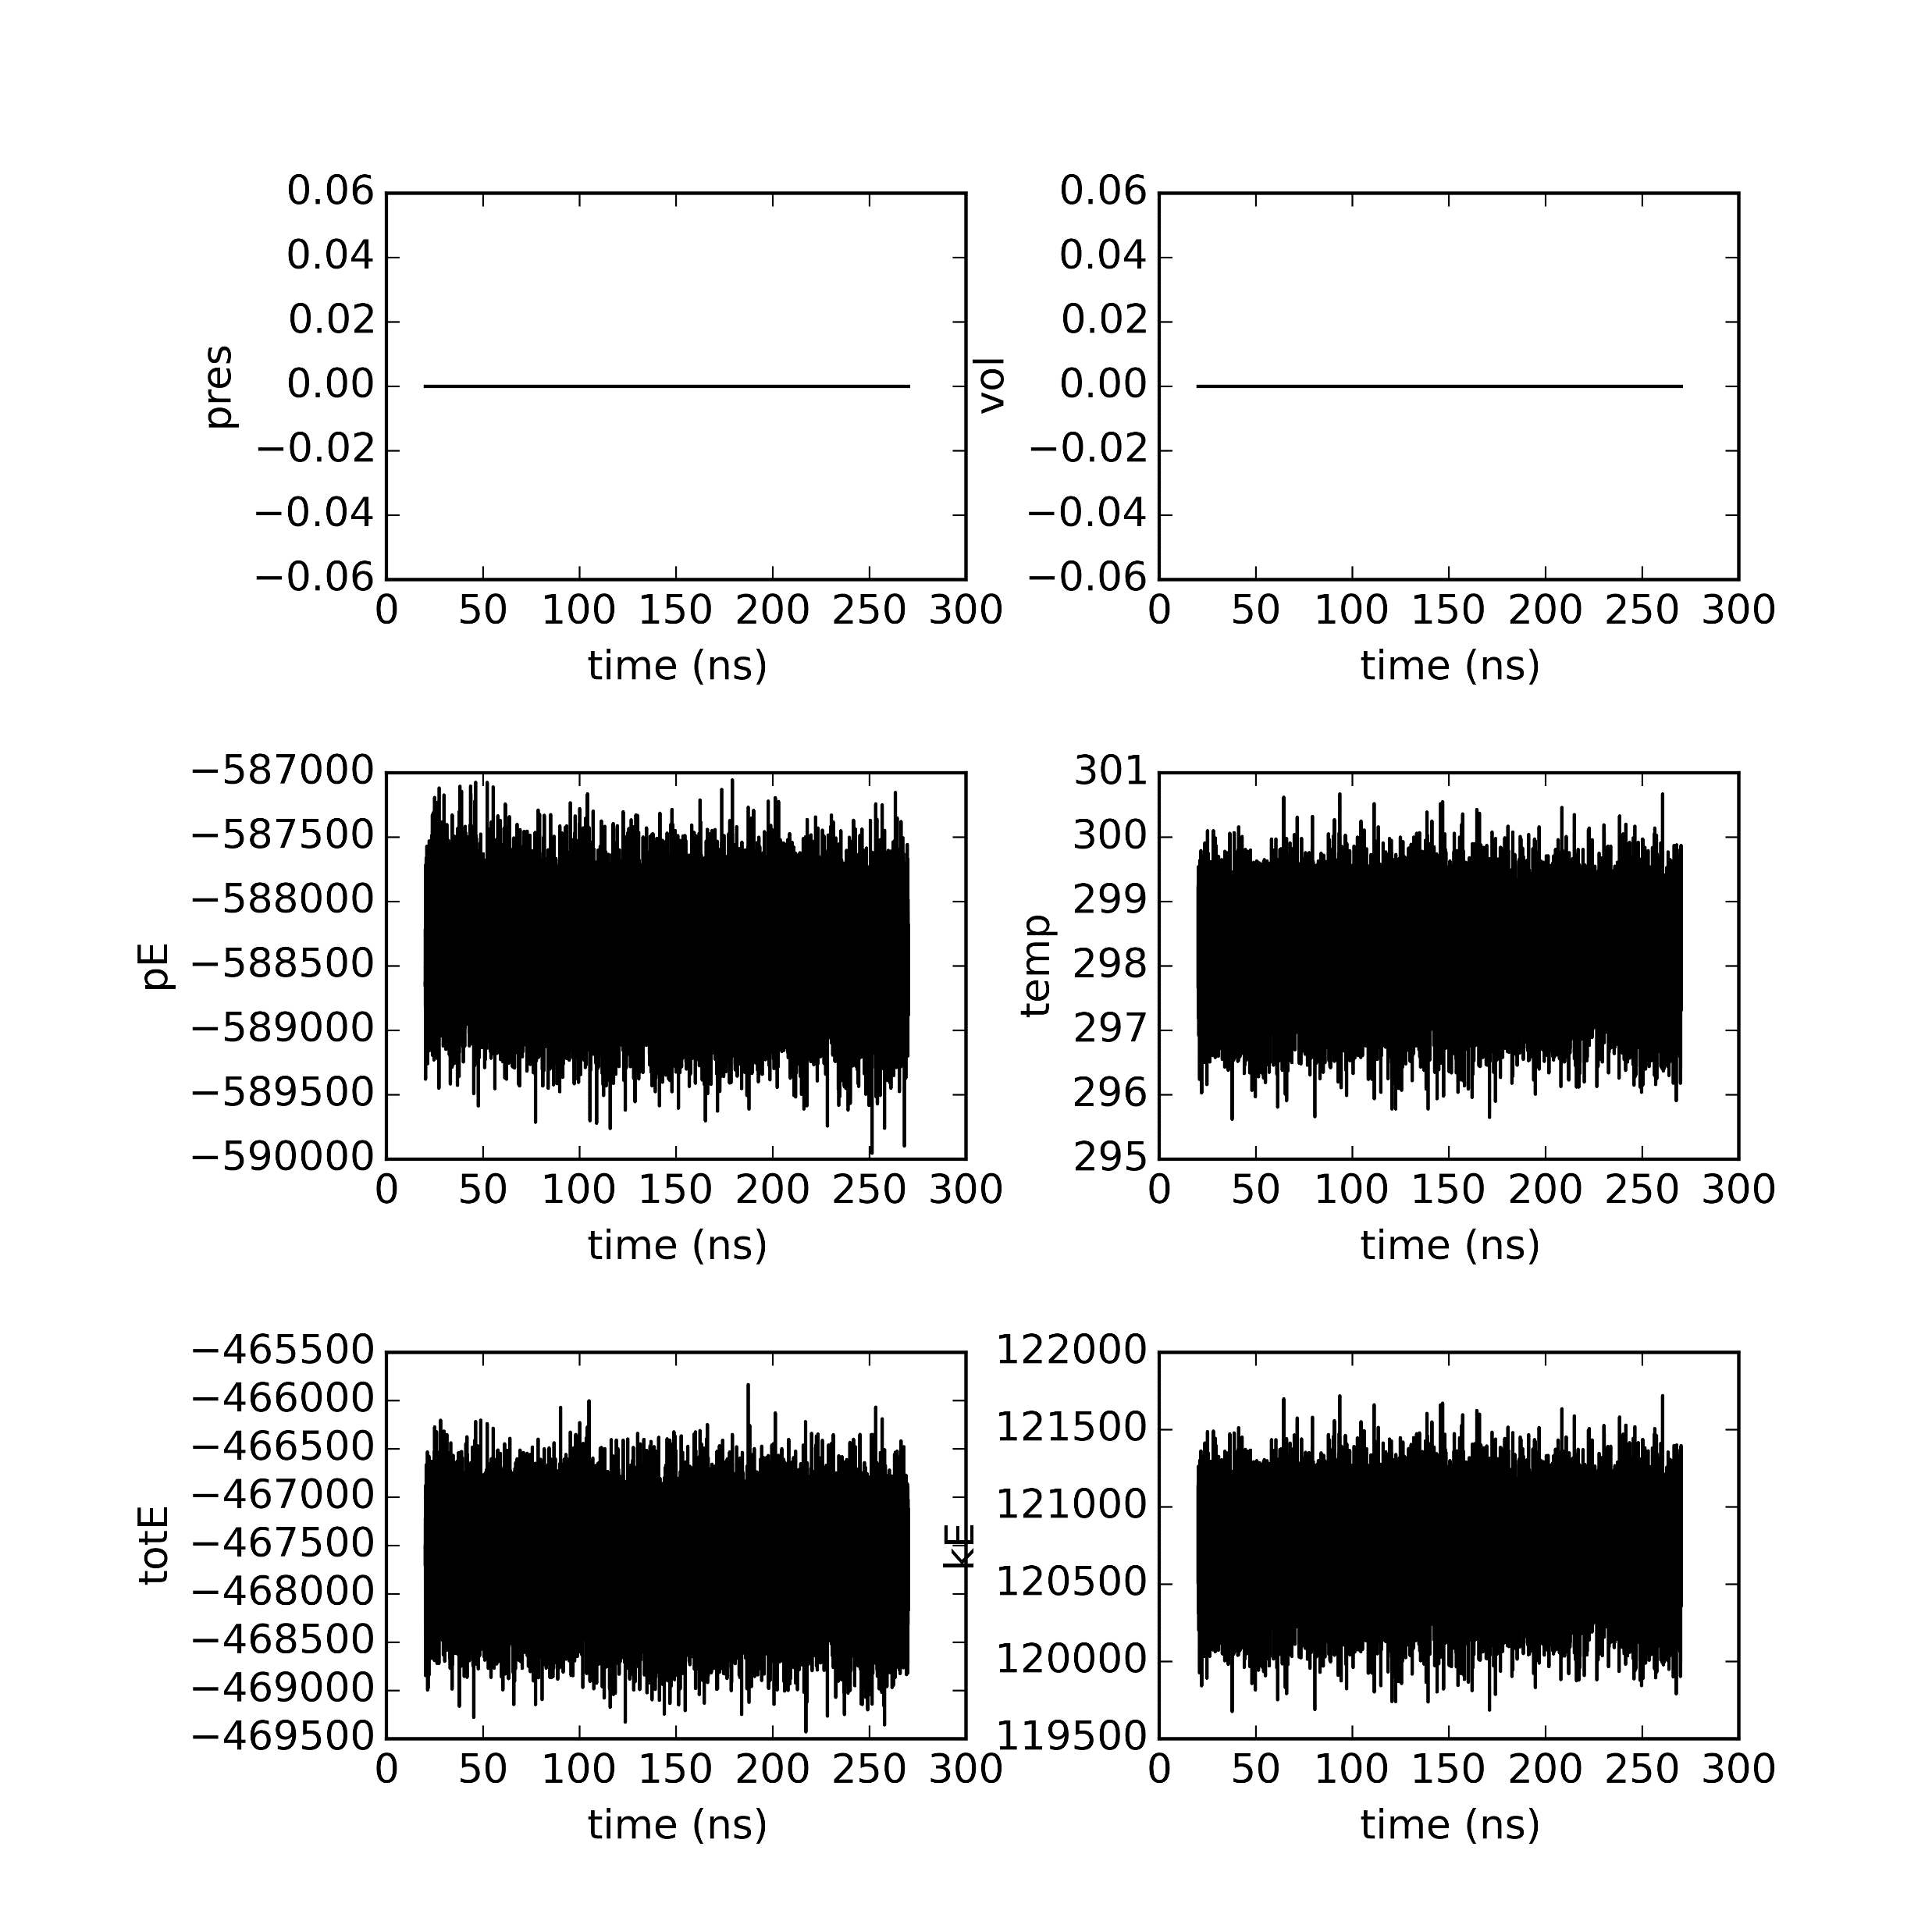 0.06
0.04
0.02
0.00
−0.02
−0.04
−0.06
pres
0 50 100 150 200 250 300
time (ns)
0.06
0.04
0.02
0.00
−0.02
−0.04
−0.06
vol
0 50 100 150 200 250 300
time (ns)
−587000
−587500
−588000
−588500
−589000
−589500
−590000
pE
0 50 100 150 200 250 300
time (ns)
301
300
299
298
297
296
295
temp
0 50 100 150 200 250 300
time (ns)
−465500
−466000
−466500
−467000
−467500
−468000
−468500
−469000
−469500
totE
0 50 100 150 200 250 300
time (ns)
122000
121500
121000
120500
120000
119500
kE
0 50 100 150 200 250 300
time (ns)